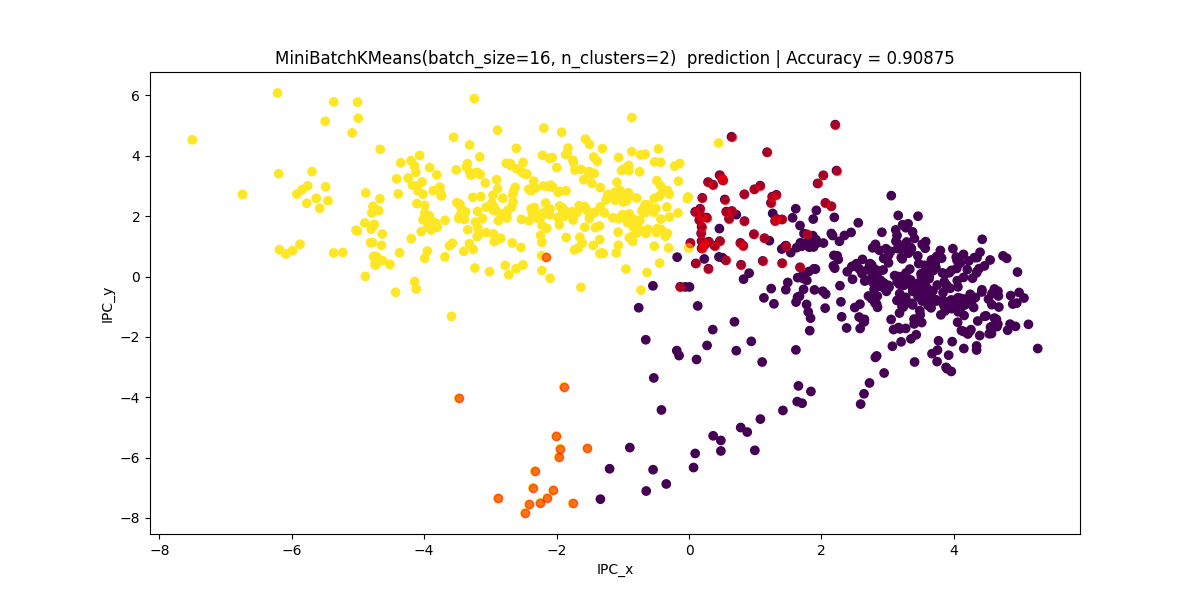 MiniBatchKMeans(batch_size=16, n_clusters=2)  prediction | Accuracy = 0.90875
6
4
2
0
−2
−4
−6
−8
IPC_y
−8 −6 −4 −2 0 2 4
IPC_x